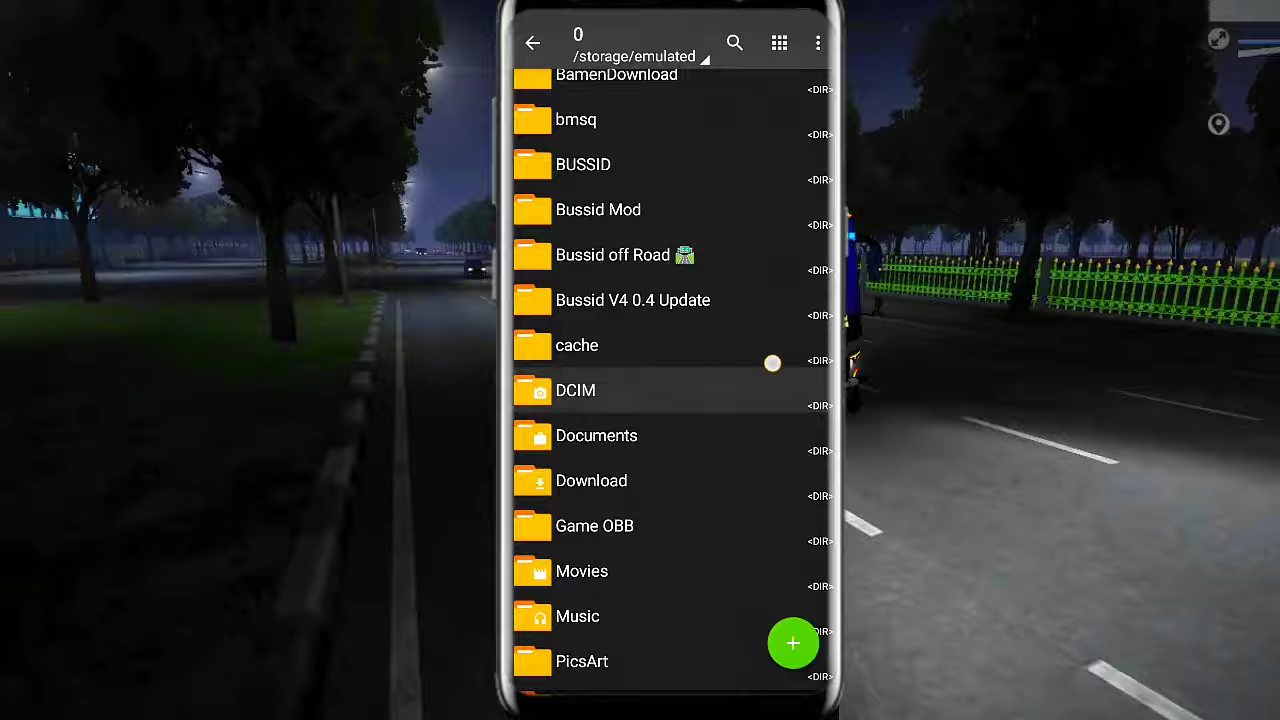 0
/storage/emulated
BamenDownload
<DIR>
bmsq
<DIR>
BUSSID
<DIR>
Bussid Mod
<DIR>
Bussid off Road
<DIR>
Bussid V4 0.4 Update
<DIR>
cache
<DIR>
DCIM
<DIR>
Documents
<DIR>
Download
<DIR>
Game OBB
<DIR>
Movies
<DIR>
Music
<DIR>
PicsArt
<DIR>